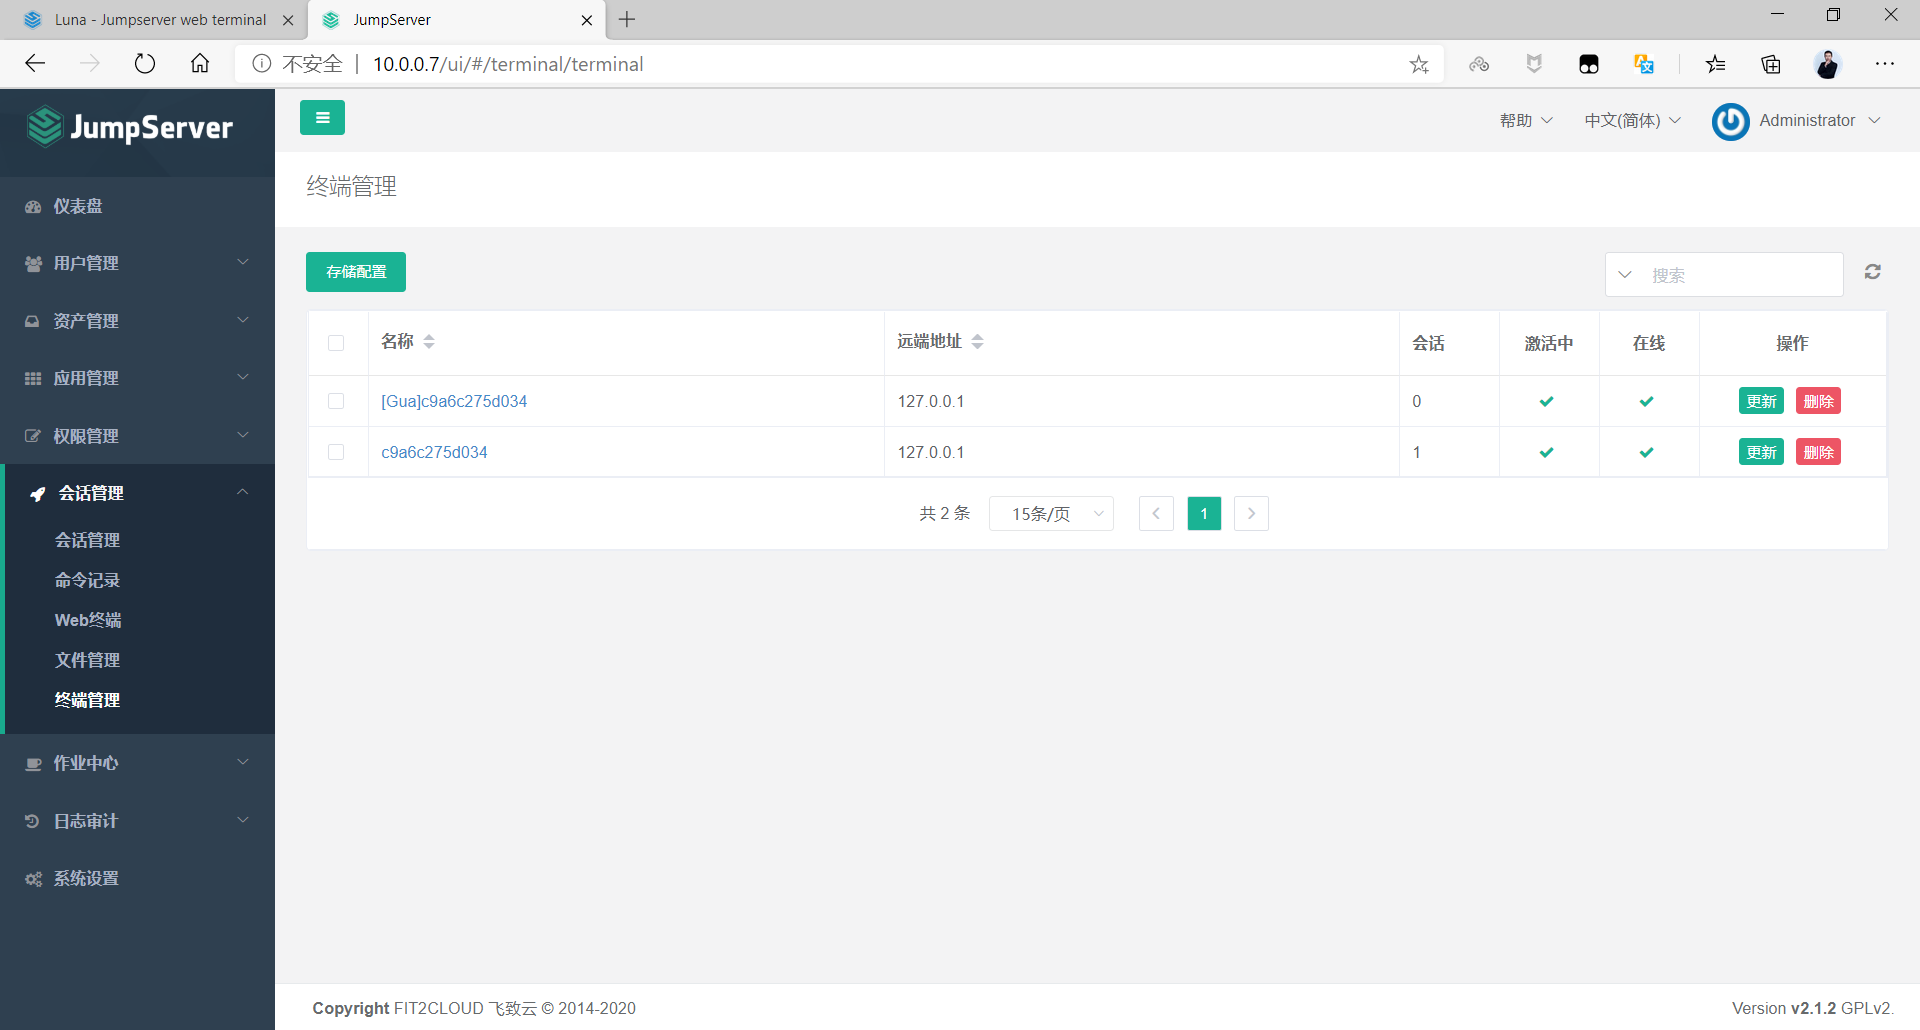 Luna - Jumpserver web terminal
JumpServer
不安全 | 10.0.0.7/ui/#/terminal/terminal
JumpServer
帮助
中文(简体)
Administrator
仪表盘
用户管理
资产管理
应用管理
权限管理
会话管理
会话管理
命令记录
Web终端
文件管理
终端管理
作业中心
日志审计
系统设置
终端管理
存储配置
搜索
名称 远端地址 会话 激活中 在线 操作
[Gua]c9a6c275d034 127.0.0.1 0 更新 删除
c9a6c275d034 127.0.0.1 1 更新 删除
共 2 条 15条/页 1
Copyright FIT2CLOUD 飞致云 © 2014-2020
Version v2.1.2 GPLv2.